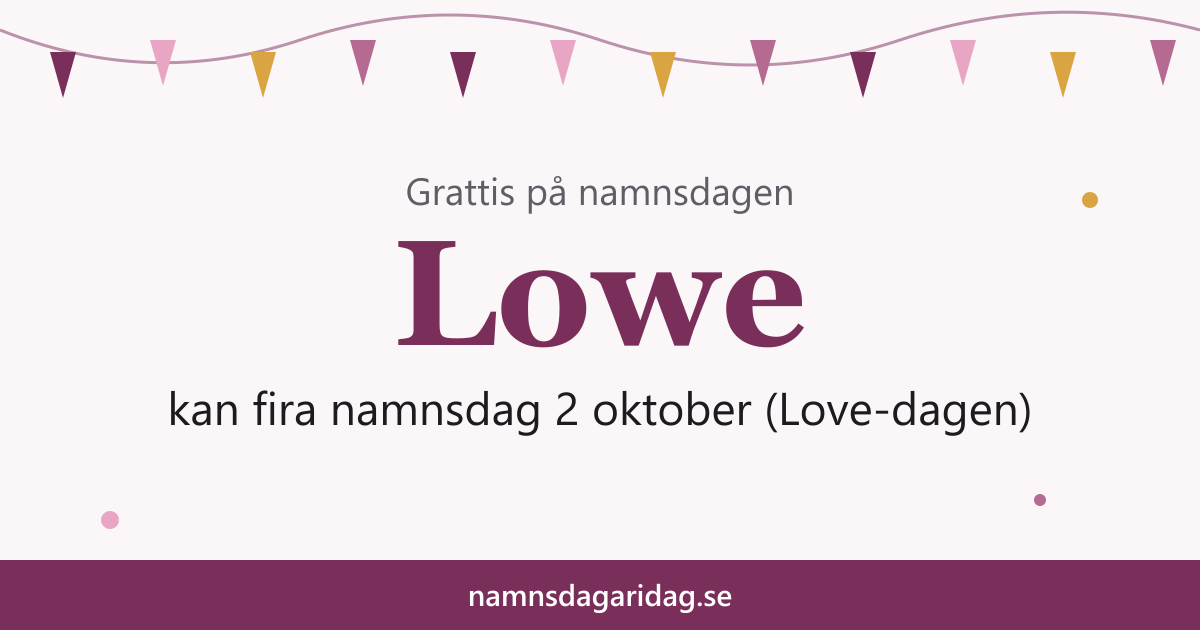 Grattis på namnsdagen
Lowe
kan fira namnsdag 2 oktober (Love-dagen)
namnsdagaridag.se